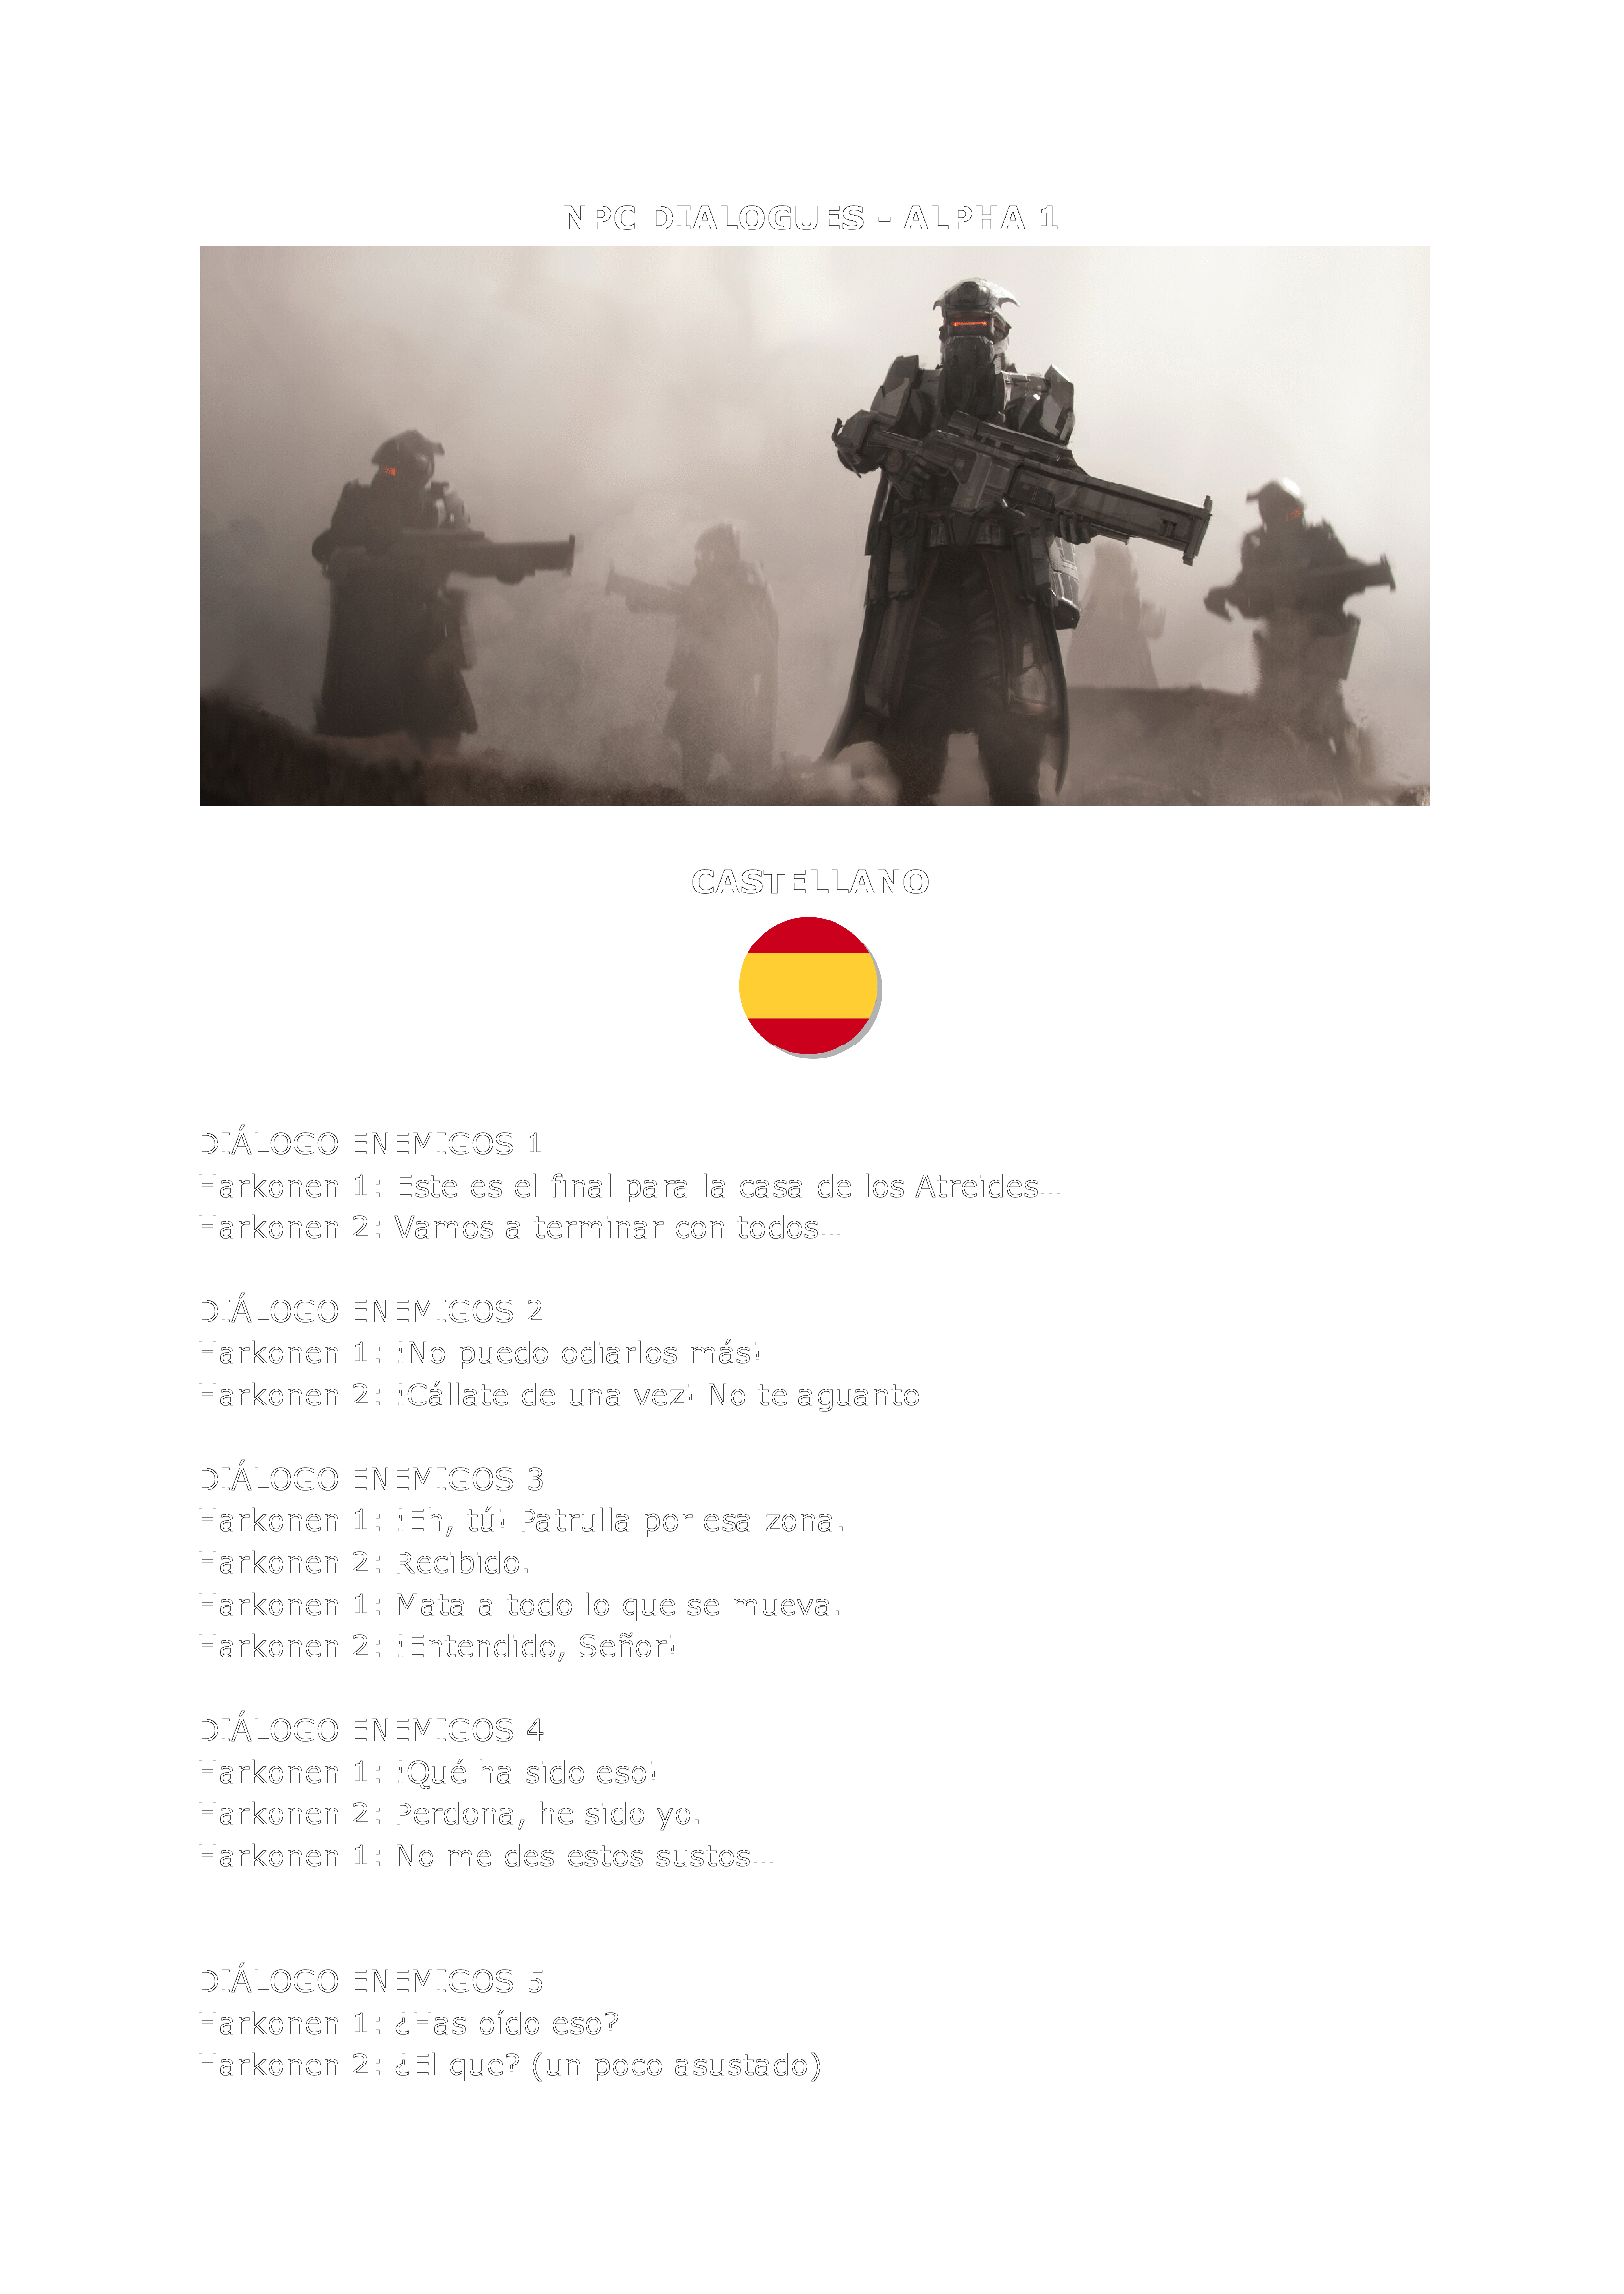 NPC DIALOGUES - ALPHA 1
CASTELLANO
DIÁLOGO ENEMIGOS 1
Harkonen 1: Este es el final para la casa de los Atreides...
Harkonen 2: Vamos a terminar con todos...
DIÁLOGO ENEMIGOS 2
Harkonen 1: ¡No puedo odiarlos más!
Harkonen 2: ¡Cállate de una vez! No te aguanto...
DIÁLOGO ENEMIGOS 3
Harkonen 1: ¡Eh, tú! Patrulla por esa zona.
Harkonen 2: Recibido.
Harkonen 1: Mata a todo lo que se mueva.
Harkonen 2: ¡Entendido, Señor!
DIÁLOGO ENEMIGOS 4
Harkonen 1: ¡Qué ha sido eso!
Harkonen 2: Perdona, he sido yo.
Harkonen 1: No me des estos sustos...
DIÁLOGO ENEMIGOS 5
Harkonen 1: ¿Has oído eso?
Harkonen 2: ¿El que? (un poco asustado)